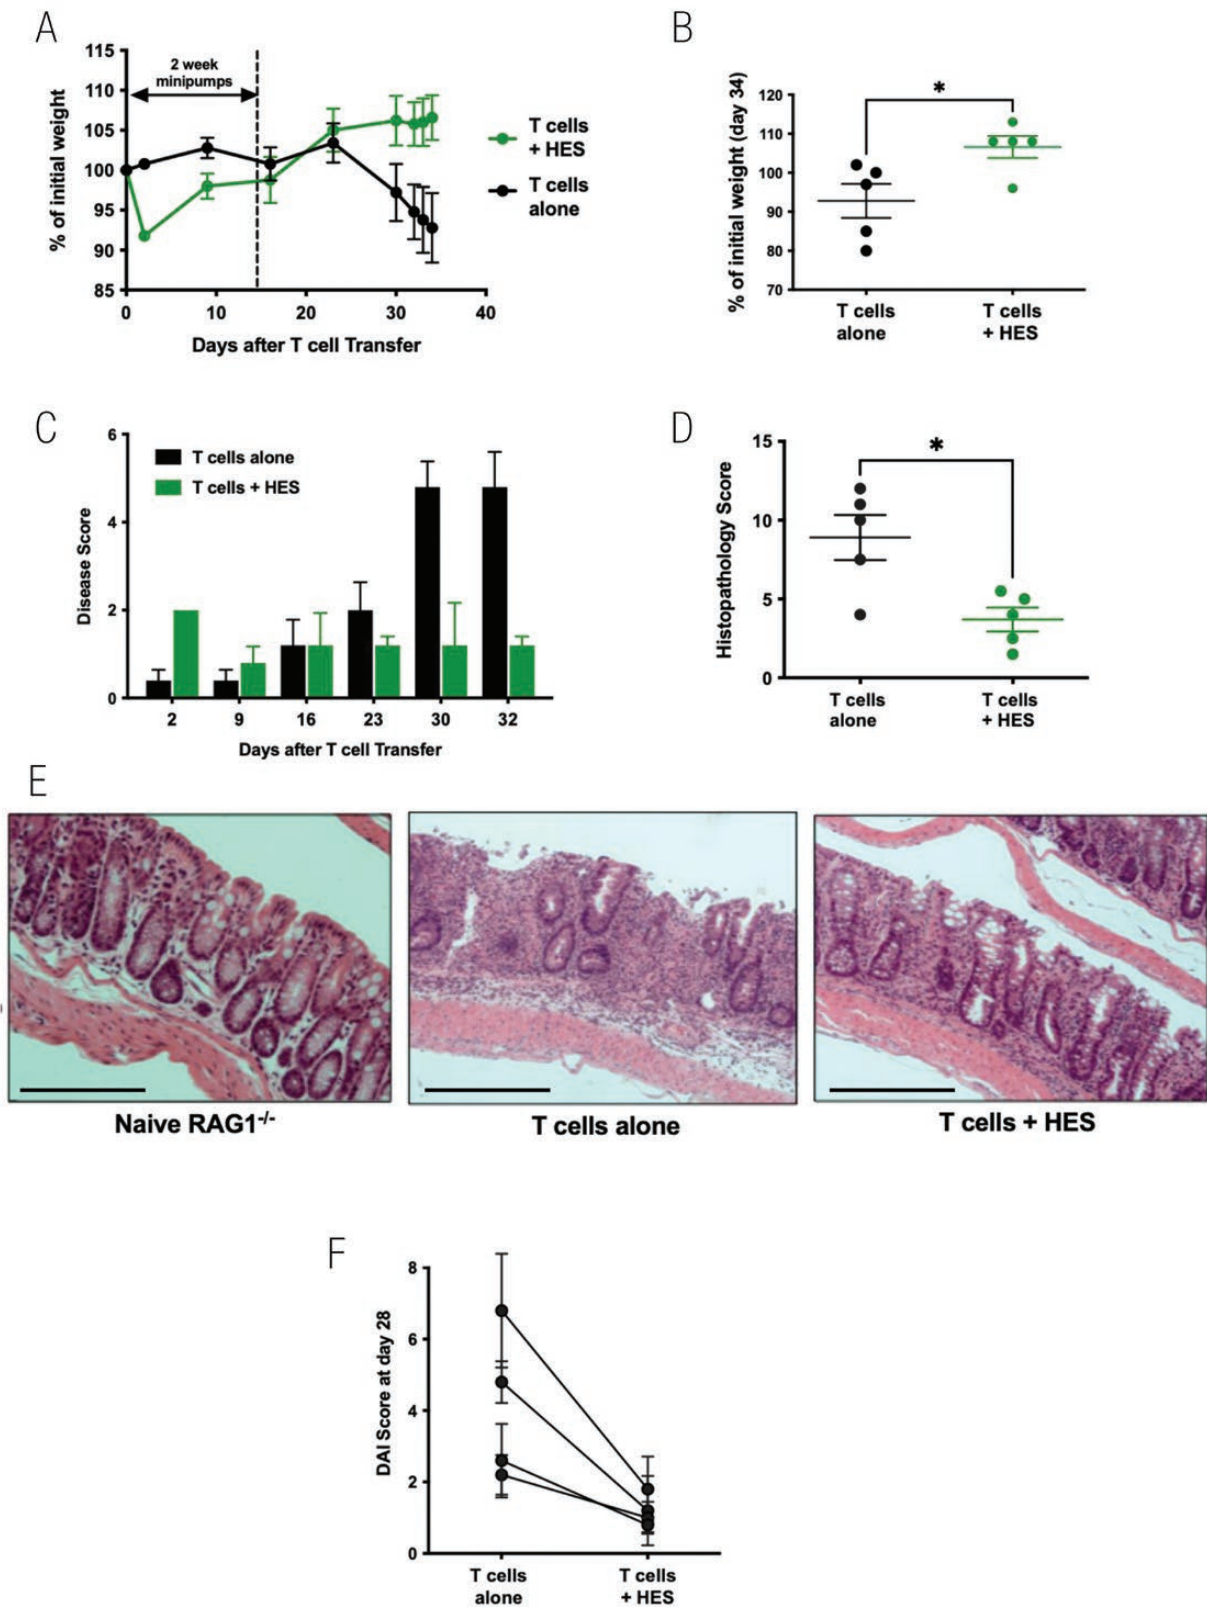 A
115
110
105
100
95
90
85
% of initial weight
2 week
minipumps
0
10
20
30
40
Days after T cell Transfer
T cells
+ HES
T cells
alone
B
% of initial weight (day 34)
120
110
100
90
80
70
*
T cells
alone
T cells
+ HES
C
Disease Score
6
4
2
0
T cells alone
T cells + HES
2
9
16
23
30
32
Days after T cell Transfer
D
Histopathology Score
15
10
5
0
*
T cells
alone
T cells
+ HES
E
Naive RAG1-/-
T cells alone
T cells + HES
F
DAI Score at day 28
8
6
4
2
0
T cells
alone
T cells
+ HES